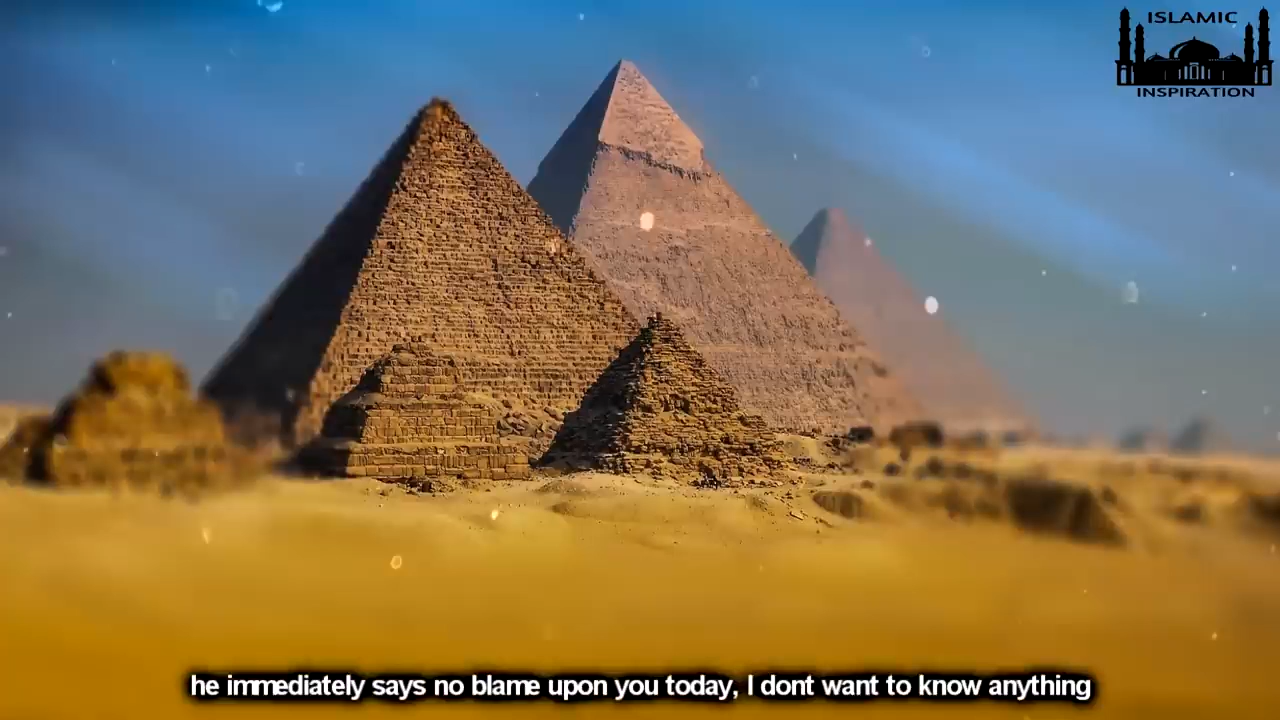 ISLAMIC
INSPIRATION
he immediately says no blame upon you today, I dont want to know anything